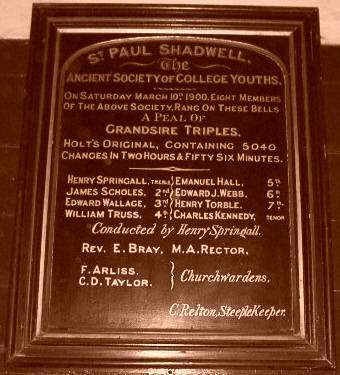 St. PAUL SHADWELL.
The
ANCIENT SOCIETY OF COLLEGE YOUTHS.
ON SATURDAY MARCH 10th 1900, EIGHT MEMBERS
OF THE ABOVE SOCIETY, RANG ON THESE BELLS
A PEAL OF
GRANDSIRE TRIPLES,
HOLT'S ORIGINAL, CONTAINING 5040
CHANGES IN TWO HOURS & FIFTY SIX MINUTES.
HENRY SPRINGALL, TREBLE EMANUEL HALL, 5th
JAMES SCHOLES, 2nd EDWARD J. WEBB, 6th
EDWARD WALLAGE, 3rd HENRY TORBLE, 7th
WILLIAM TRUSS, 4th CHARLES KENNEDY, TENOR
Conducted by Henry Springall.
REV. E. BRAY, M.A. RECTOR,
F. ARLISS.
C.D. TAYLOR. } Churchwardens.
C. Relton, Steeple Keeper.